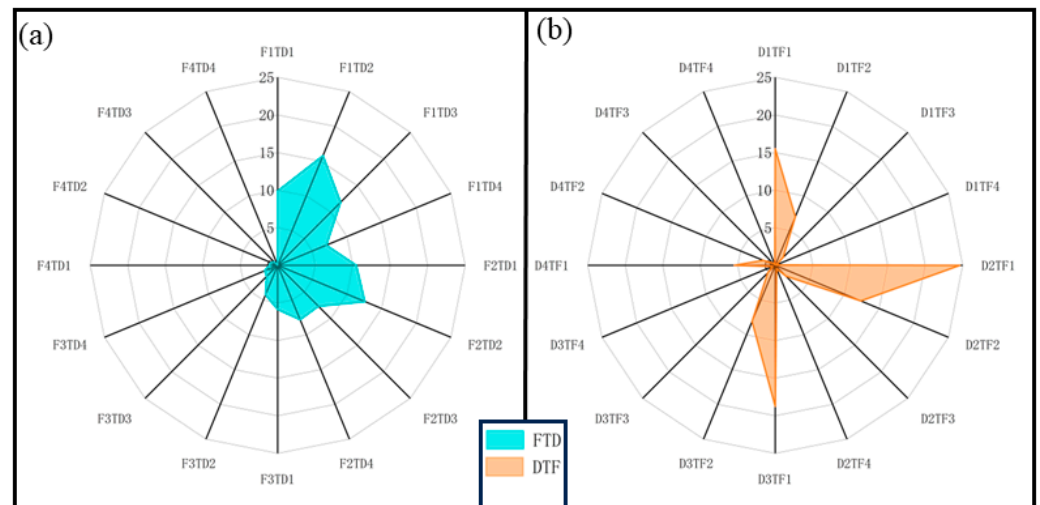 (a)
F1TD1
F4TD4
F1TD2
F4TD3
F1TD3
F4TD2
F1TD4
F4TD1
F2TD1
F3TD4
F2TD2
F3TD3
F2TD3
F3TD2
F2TD4
F3TD1
25
20
15
10
5
(b)
D1TF1
D4TF4
D1TF2
D4TF3
D1TF3
D4TF2
D1TF4
D4TF1
D2TF1
D3TF4
D2TF2
D3TF3
D2TF3
D3TF2
D2TF4
D3TF1
25
20
15
10
5
FTD
DTF